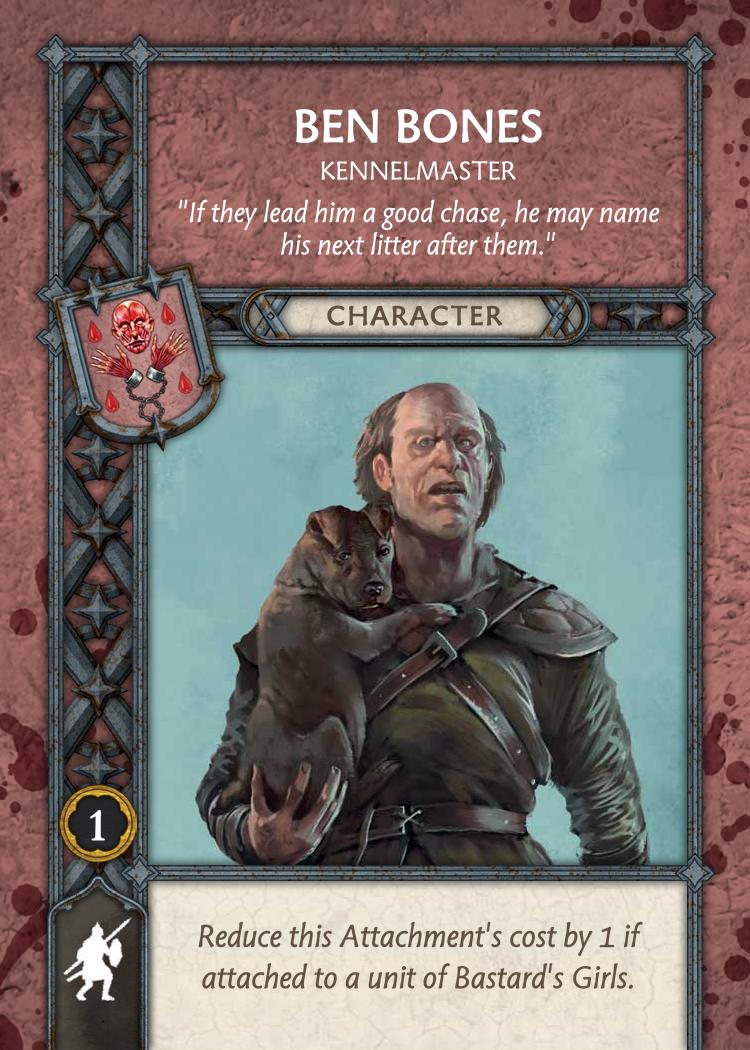 BEN BONES
KENNELMASTER
"If they lead him a good chase, he may name
his next litter after them."
CHARACTER
1
Reduce this Attachment's cost by 1 if
attached to a unit of Bastard's Girls.